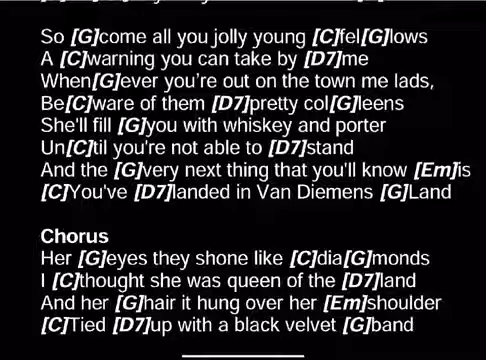 So [G]come all you jolly young [C]fel[G]lows
A [C]warning you can take by [D7]me
When[G]ever you're out on the town me lads,
Be[C]ware of them [D7]pretty col[G]leens
She'll fill [G]you with whiskey and porter
Un[C]til you're not able to [D7]stand
And the [G]very next thing that you'll know [Em]is
[C]You've [D7]landed in Van Diemens [G]Land
Chorus
Her [G]eyes they shone like [C]dia[G]monds
I [C]thought she was queen of the [D7]land
And her [G]hair it hung over her [Em]shoulder
[C]Tied [D7]up with a black velvet [G]band